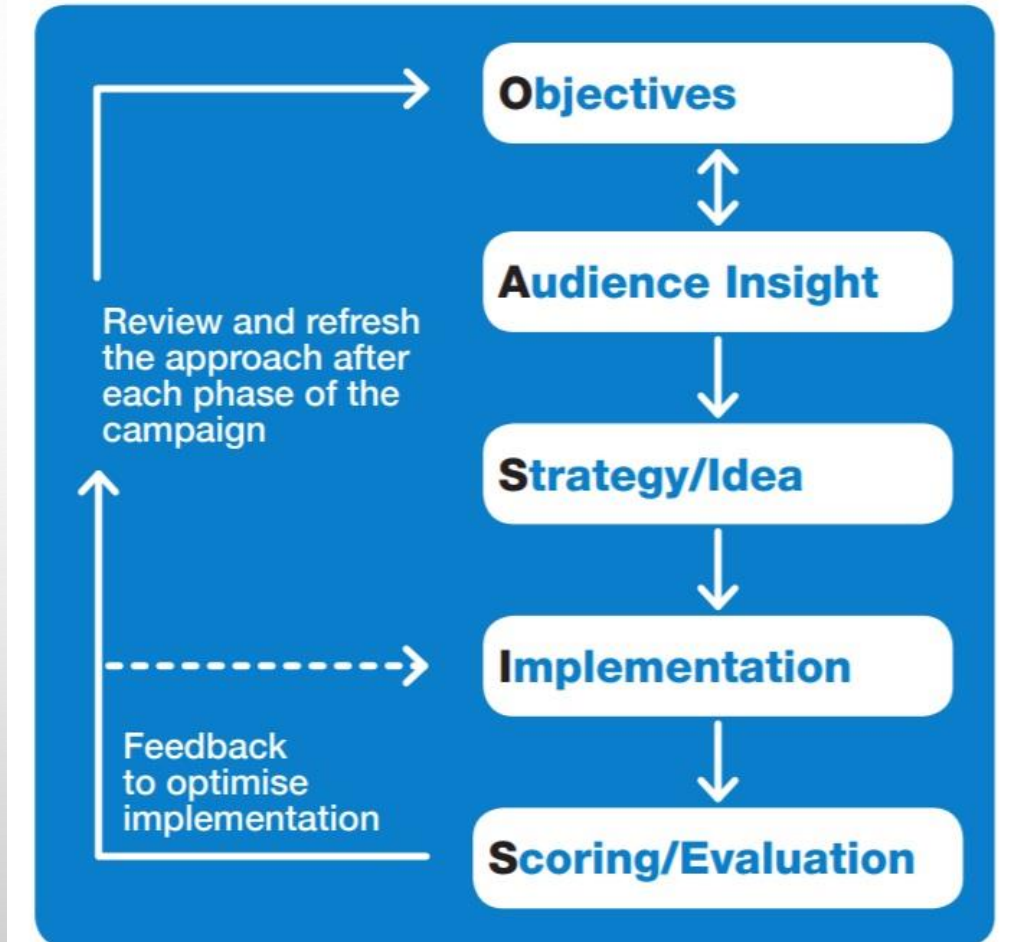 Objectives
Audience Insight
Review and refresh
the approach after
each phase of the
campaign
Strategy/Idea
Implementation
Feedback
to optimise
implementation
Scoring/Evaluation